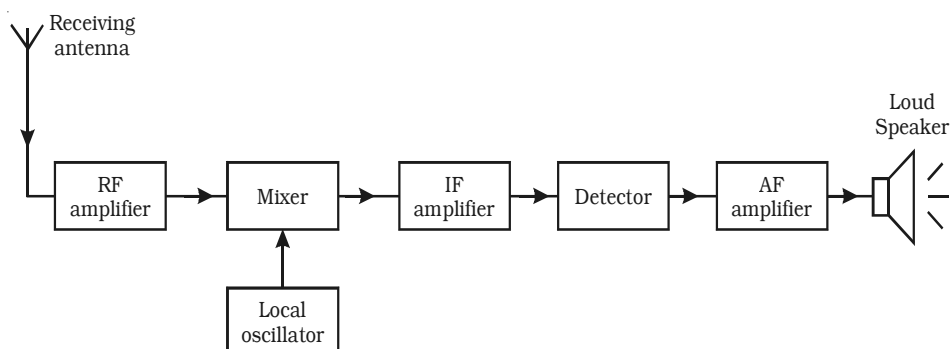 Receiving
antenna
Loud
Speaker
RF
amplifier
Mixer
IF
amplifier
Detector
AF
amplifier
Local
oscillator